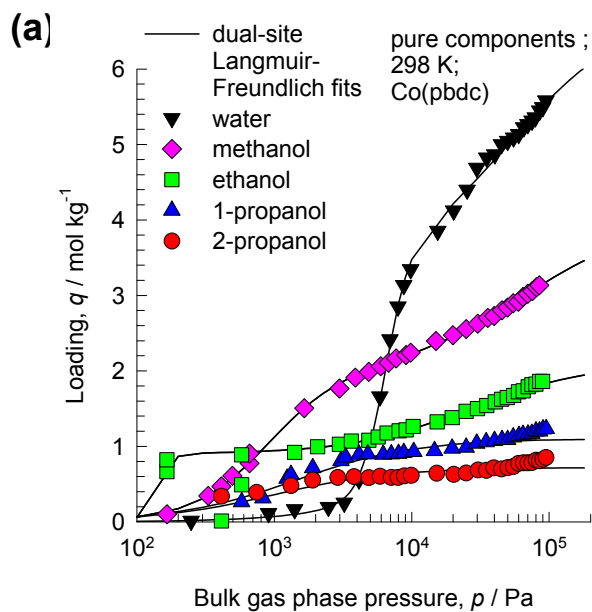 (a)
dual-site
Langmuir-
Freundlich fits
water
methanol
ethanol
1-propanol
2-propanol
pure components ;
298 K;
Co(pbdc)
Loading, q / mol kg⁻¹
6
5
4
3
2
1
0
10² 10³ 10⁴ 10⁵
Bulk gas phase pressure, p / Pa